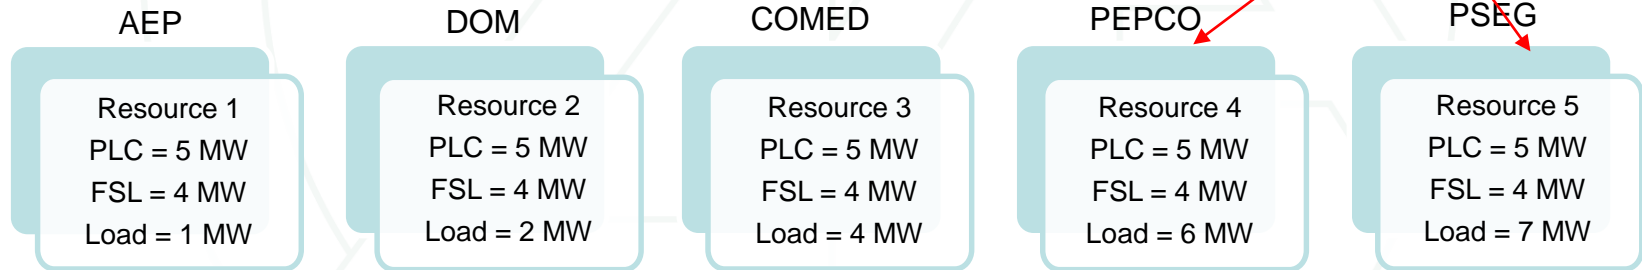 AEP
Resource 1
PLC = 5 MW
FSL = 4 MW
Load = 1 MW
DOM
Resource 2
PLC = 5 MW
FSL = 4 MW
Load = 2 MW
COMED
Resource 3
PLC = 5 MW
FSL = 4 MW
Load = 4 MW
PEPCO
Resource 4
PLC = 5 MW
FSL = 4 MW
Load = 6 MW
PSEG
Resource 5
PLC = 5 MW
FSL = 4 MW
Load = 7 MW